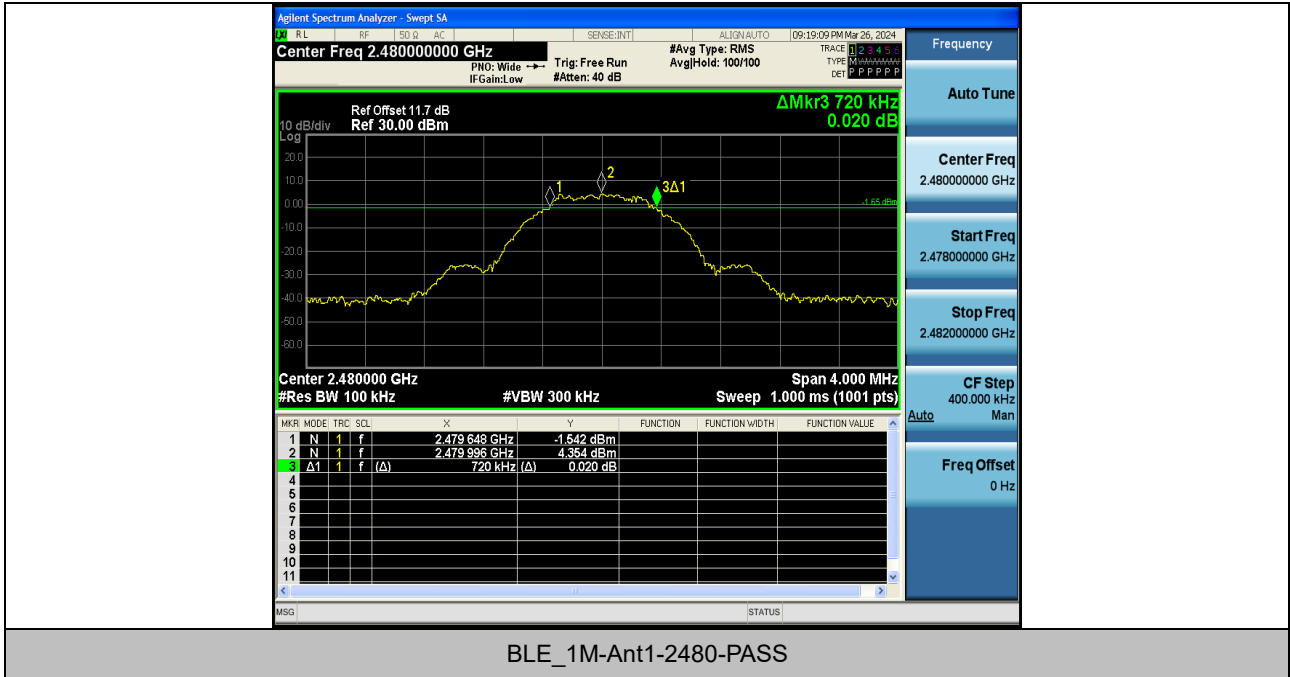 Agilent Spectrum Analyzer - Swept SA
RL RF 50 Ω AC SENSE:INT ALIGN AUTO 09:19:09 PM Mar 26, 2024
Center Freq 2.480000000 GHz
PNO: Wide
IFGain:Low
Trig: Free Run
#Atten: 40 dB
#Avg Type: RMS
Avg|Hold: 100/100
TRACE 1 2 3 4 5 6
TYPE M
DET P P P P P P
ΔMkr3 720 kHz
0.020 dB
Ref Offset 11.7 dB
10 dB/div Ref 30.00 dBm
Log
20.0
10.0
0.00
-10.0
-20.0
-30.0
-40.0
-50.0
-60.0
1
2
3Δ1
-1.65 dBm
Center 2.480000 GHz Span 4.000 MHz
#Res BW 100 kHz #VBW 300 kHz Sweep 1.000 ms (1001 pts)
MKR MODE TRC SCL X Y FUNCTION FUNCTION WIDTH FUNCTION VALUE
1 N 1 f 2.479 648 GHz -1.542 dBm
2 N 1 f 2.479 996 GHz 4.354 dBm
3 Δ1 1 f (Δ) 720 kHz (Δ) 0.020 dB
4
5
6
7
8
9
10
11
MSG STATUS
Frequency
Auto Tune
Center Freq
2.480000000 GHz
Start Freq
2.478000000 GHz
Stop Freq
2.482000000 GHz
CF Step
400.000 kHz
Auto Man
Freq Offset
0 Hz
BLE_1M-Ant1-2480-PASS